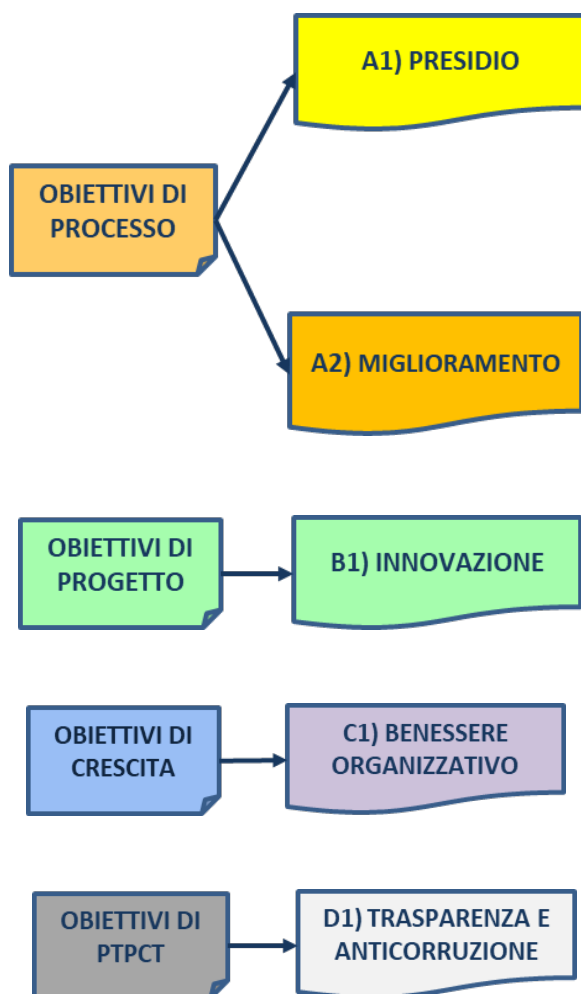 A1) PRESIDIO
OBIETTIVI DI
PROCESSO
A2) MIGLIORAMENTO
OBIETTIVI DI
PROGETTO
B1) INNOVAZIONE
OBIETTIVI DI
CRESCITA
C1) BENESSERE
ORGANIZZATIVO
OBIETTIVI DI
PTPCT
D1) TRASPARENZA E
ANTICORRUZIONE